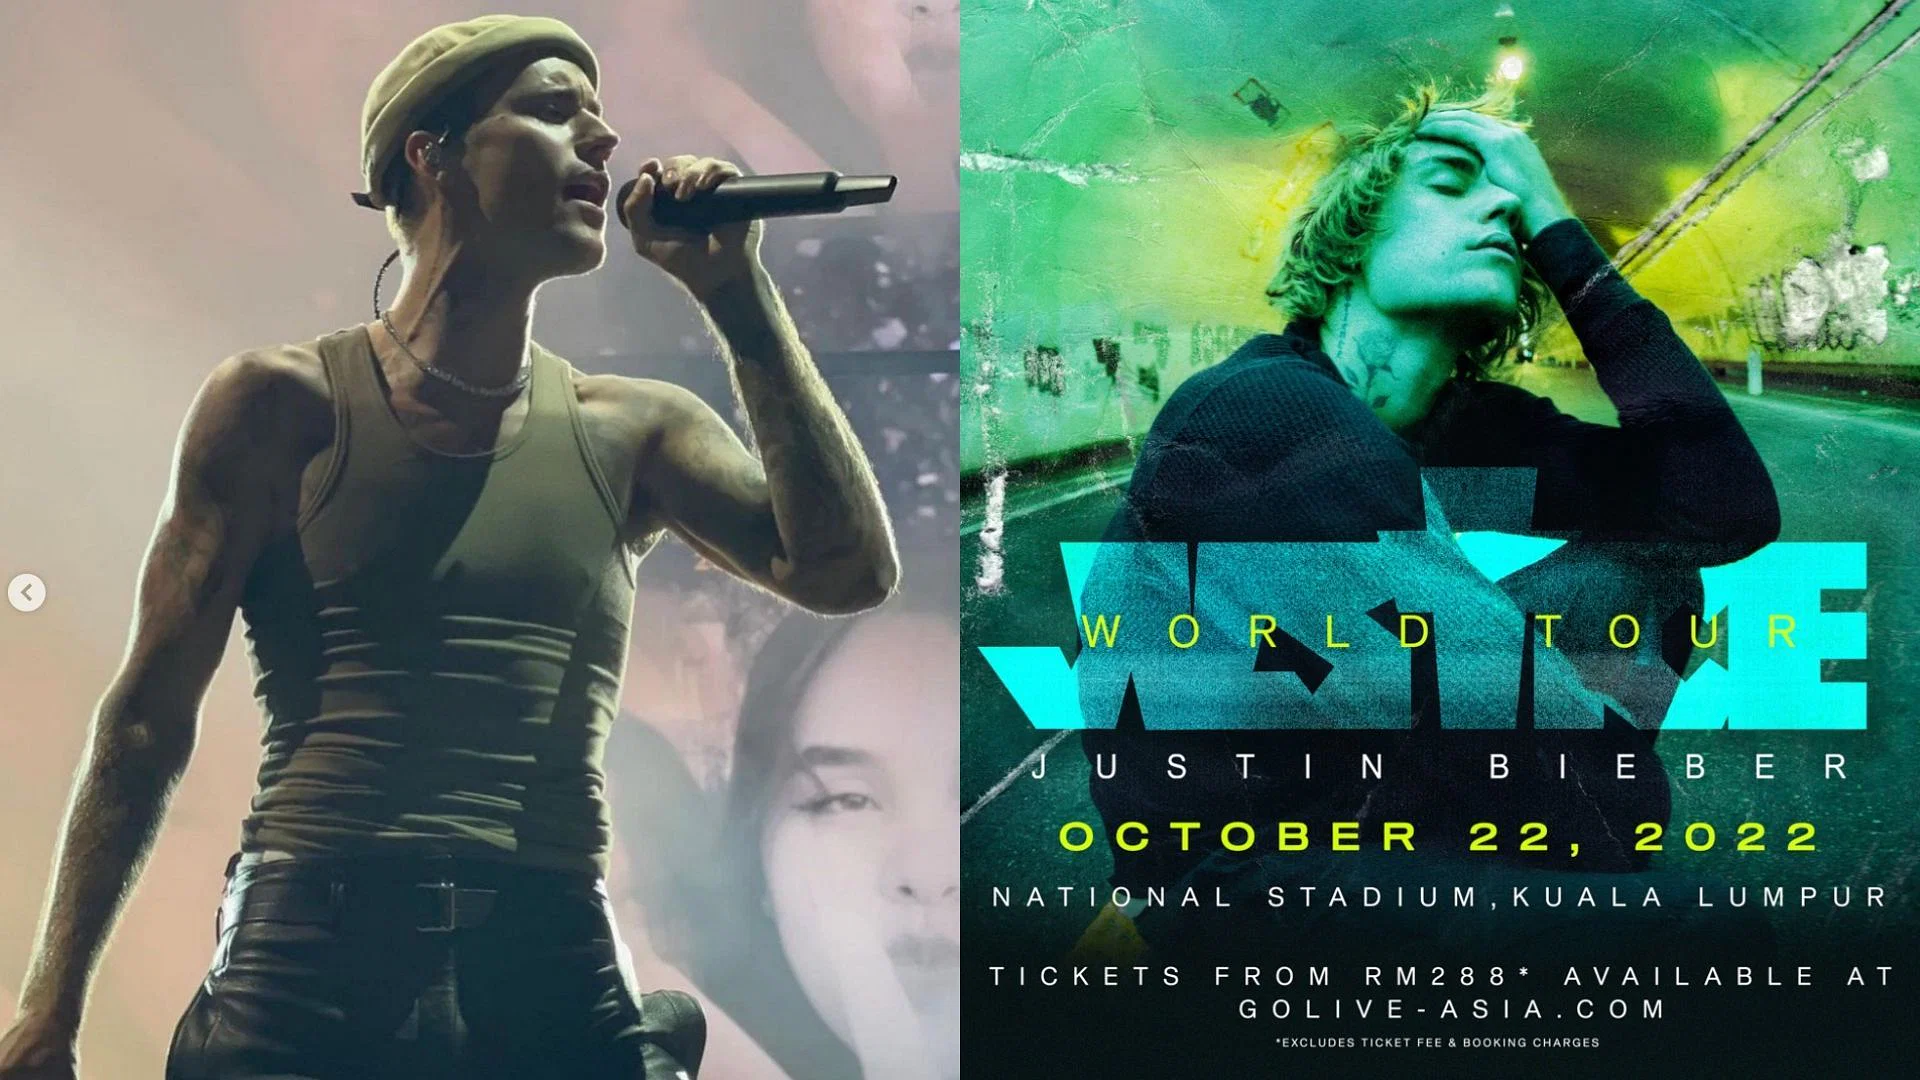 JUSTICE
WORLD TOUR
JUSTIN BIEBER
OCTOBER 22, 2022
NATIONAL STADIUM,KUALA LUMPUR
TICKETS FROM RM288* AVAILABLE AT
GOLIVE-ASIA.COM
*EXCLUDES TICKET FEE & BOOKING CHARGES